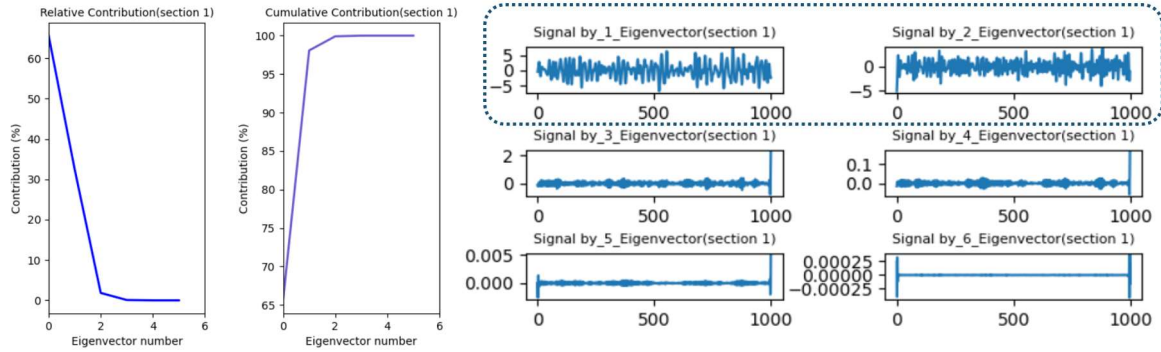 Relative Contribution(section 1)
Contribution (%)
60
50
40
30
20
10
0
0 2 4 6
Eigenvector number
Cumulative Contribution(section 1)
Contribution (%)
100
95
90
85
80
75
70
65
0 2 4 6
Eigenvector number
Signal by_1_Eigenvector(section 1)
5
0
−5
0 500 1000
Signal by_2_Eigenvector(section 1)
0
−5
0 500 1000
Signal by_3_Eigenvector(section 1)
2
0
0 500 1000
Signal by_4_Eigenvector(section 1)
0.1
0.0
0 500 1000
Signal by_5_Eigenvector(section 1)
0.005
0.000
0 500 1000
Signal by_6_Eigenvector(section 1)
0.00025
0.00000
−0.00025
0 500 1000